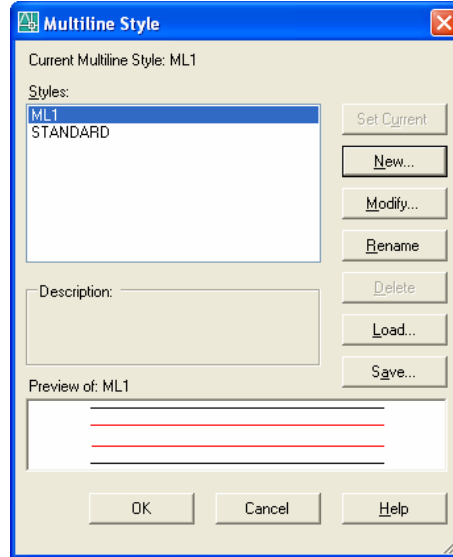 Multiline Style
Current Multiline Style: ML1
Styles:
ML1
STANDARD
Set Current
New...
Modify...
Rename
Description:
Delete
Load...
Save...
Preview of: ML1
OK
Cancel
Help